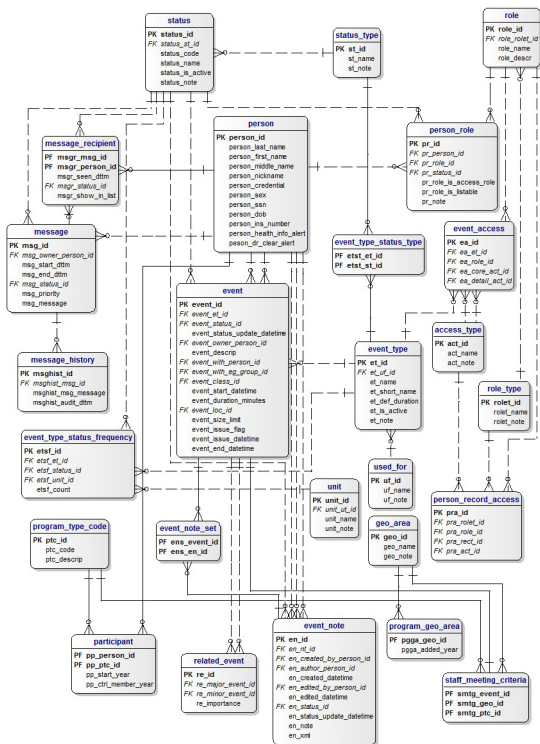 status
PK status_id
FK status_st_id
status_code
status_name
status_is_active
status_note
status_type
PK st_id
st_name
st_note
role
PK role_id
FK role_rolet_id
role_name
role_descr
message_recipient
PF msgr_msg_id
PF msgr_person_id
msgr_seen_dttm
FK msgr_status_id
msgr_show_in_list
person
PK person_id
person_last_name
person_first_name
person_middle_name
person_nickname
person_credential
person_sex
person_ssn
person_dob
person_ins_number
person_health_info_alert
peson_dr_clear_alert
person_role
PK pr_id
FK pr_person_id
FK pr_role_id
FK pr_status_id
pr_role_is_access_role
pr_role_is_listable
pr_note
message
PK msg_id
FK msg_owner_person_id
msg_start_dttm
msg_end_dttm
FK msg_status_id
msg_priority
msg_message
event_type_status_type
PF etst_et_id
PF etst_st_id
event_access
PK ea_id
FK ea_et_id
FK ea_role_id
FK ea_core_act_id
FK ea_detail_act_id
event
PK event_id
FK event_et_id
FK event_status_id
event_status_update_datetime
FK event_owner_person_id
event_descrip
FK event_with_person_id
FK event_with_eg_group_id
FK event_class_id
event_start_datetime
event_duration_minutes
FK event_loc_id
event_size_limit
event_issue_flag
event_issue_datetime
event_end_datetime
message_history
PK msghist_id
FK msghist_msg_id
msghist_msg_message
msghist_audit_dttm
event_type
PK et_id
FK et_uf_id
et_name
et_short_name
et_def_duration
et_is_active
et_note
access_type
PK act_id
act_name
act_note
role_type
PK rolet_id
rolet_name
rolet_note
event_type_status_frequency
PK etsf_id
FK etsf_et_id
FK etsf_status_id
FK etsf_unit_id
etsf_count
used_for
PK uf_id
uf_name
uf_note
unit
PK unit_id
FK unit_ut_id
unit_name
unit_note
person_record_access
PK pra_id
FK pra_rolet_id
FK pra_role_id
FK pra_rect_id
FK pra_act_id
program_type_code
PK ptc_id
ptc_code
ptc_descrip
event_note_set
PF ens_event_id
PF ens_en_id
geo_area
PK geo_id
geo_name
geo_note
participant
PF pp_person_id
PF pp_ptc_id
pp_start_year
pp_ctrl_member_year
related_event
PK re_id
FK re_major_event_id
FK re_minor_event_id
re_importance
event_note
PK en_id
FK en_nt_id
FK en_created_by_person_id
FK en_author_person_id
en_created_datetime
FK en_edited_by_person_id
en_edited_datetime
FK en_status_id
en_status_update_datetime
en_note
en_xml
program_geo_area
PF pgga_geo_id
pgga_added_year
staff_meeting_criteria
PF smtg_event_id
PF smtg_geo_id
PF smtg_ptc_id